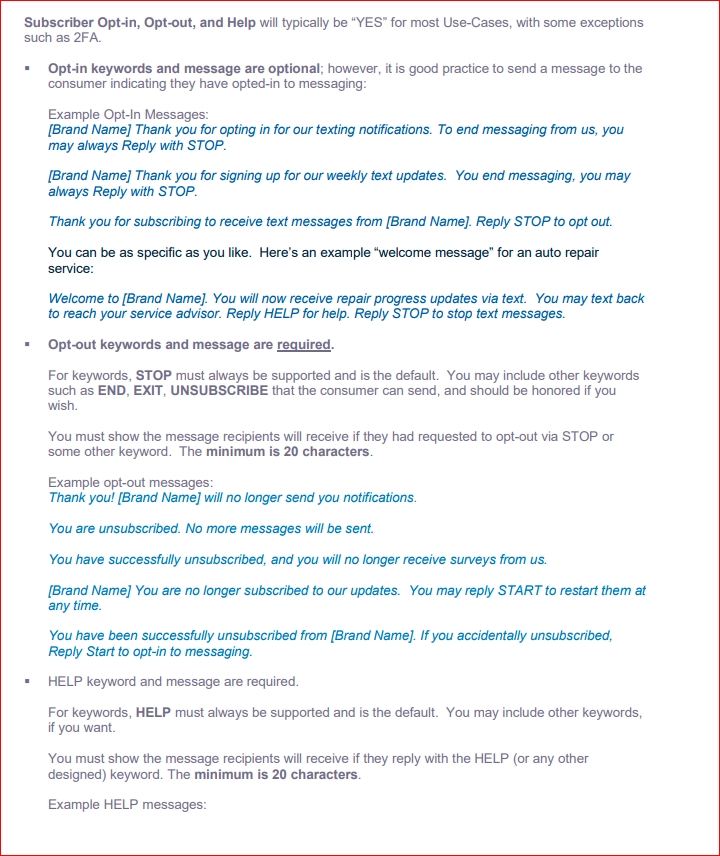 Subscriber Opt-in, Opt-out, and Help will typically be “YES” for most Use-Cases, with some exceptions
such as 2FA.
▪ Opt-in keywords and message are optional; however, it is good practice to send a message to the
consumer indicating they have opted-in to messaging:
Example Opt-In Messages:
[Brand Name] Thank you for opting in for our texting notifications. To end messaging from us, you
may always Reply with STOP.
[Brand Name] Thank you for signing up for our weekly text updates.  You end messaging, you may
always Reply with STOP.
Thank you for subscribing to receive text messages from [Brand Name]. Reply STOP to opt out.
You can be as specific as you like.  Here’s an example “welcome message” for an auto repair
service:
Welcome to [Brand Name]. You will now receive repair progress updates via text.  You may text back
to reach your service advisor. Reply HELP for help. Reply STOP to stop text messages.
▪ Opt-out keywords and message are required.
For keywords, STOP must always be supported and is the default.  You may include other keywords
such as END, EXIT, UNSUBSCRIBE that the consumer can send, and should be honored if you
wish.
You must show the message recipients will receive if they had requested to opt-out via STOP or
some other keyword.  The minimum is 20 characters.
Example opt-out messages:
Thank you! [Brand Name] will no longer send you notifications.
You are unsubscribed. No more messages will be sent.
You have successfully unsubscribed, and you will no longer receive surveys from us.
[Brand Name] You are no longer subscribed to our updates.  You may reply START to restart them at
any time.
You have been successfully unsubscribed from [Brand Name]. If you accidentally unsubscribed,
Reply Start to opt-in to messaging.
▪ HELP keyword and message are required.
For keywords, HELP must always be supported and is the default.  You may include other keywords,
if you want.
You must show the message recipients will receive if they reply with the HELP (or any other
designed) keyword. The minimum is 20 characters.
Example HELP messages: